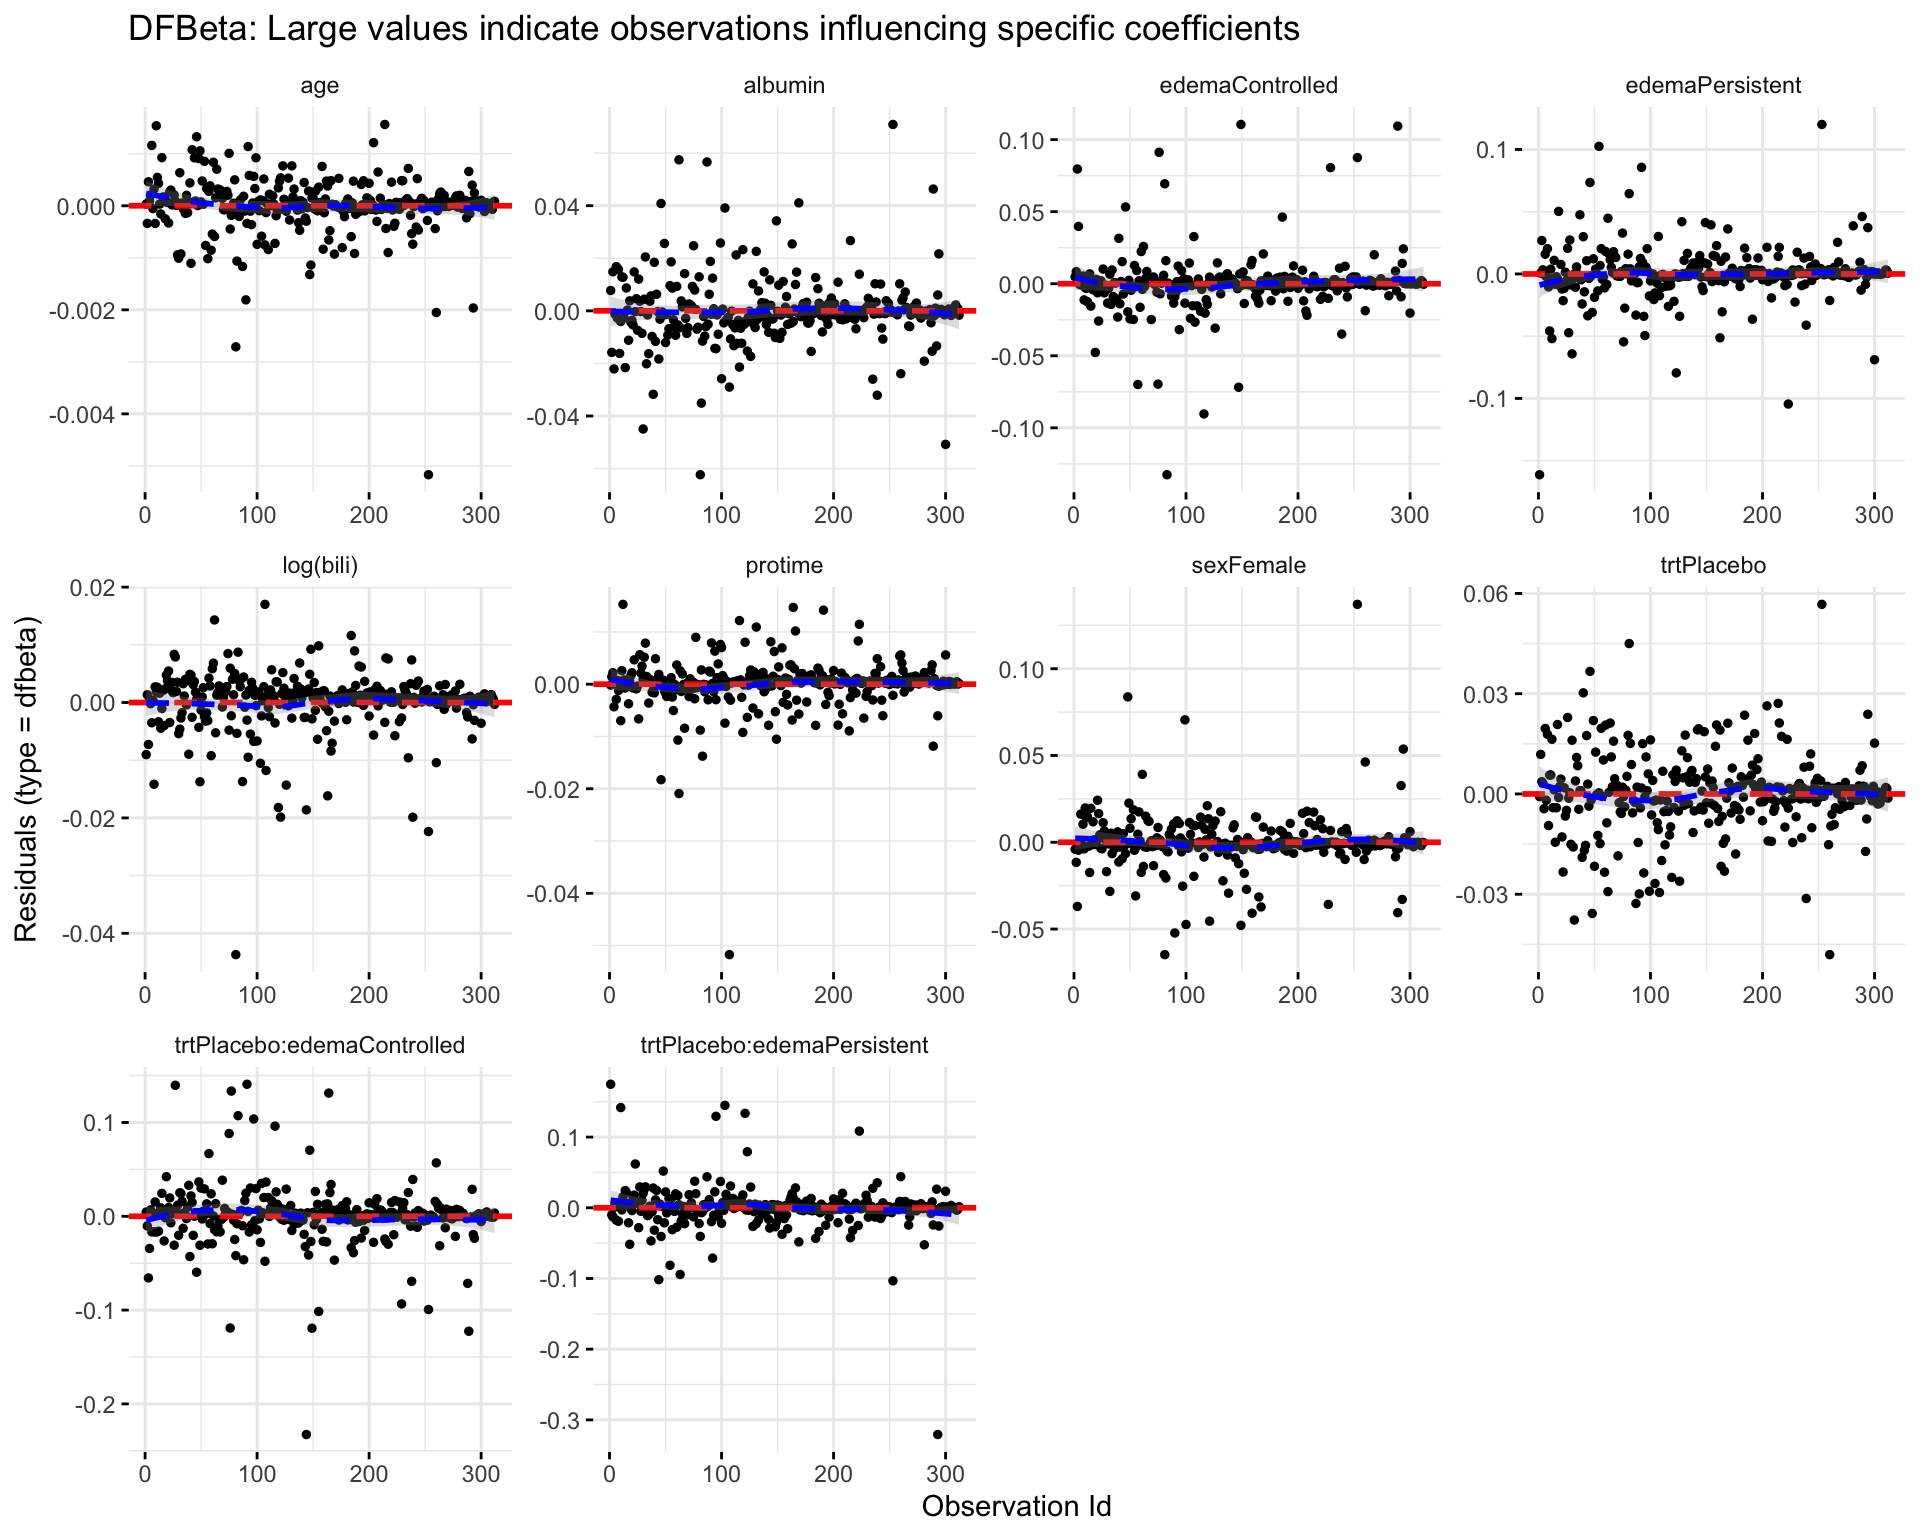 DFBeta: Large values indicate observations influencing specific coefficients
age
albumin
edemaControlled
edemaPersistent
0.000
-0.002
-0.004
0 100 200 300
0.04
0.00
-0.04
0 100 200 300
0.10
0.05
0.00
-0.05
-0.10
0 100 200 300
0.1
0.0
-0.1
0 100 200 300
log(bili)
protime
sexFemale
trtPlacebo
0.02
0.00
-0.02
-0.04
0 100 200 300
0.00
-0.02
-0.04
0 100 200 300
0.10
0.05
0.00
-0.05
0 100 200 300
0.06
0.03
0.00
-0.03
0 100 200 300
trtPlacebo:edemaControlled
trtPlacebo:edemaPersistent
0.1
0.0
-0.1
-0.2
0 100 200 300
0.1
0.0
-0.1
-0.2
-0.3
0 100 200 300
Residuals (type = dfbeta)
Observation Id